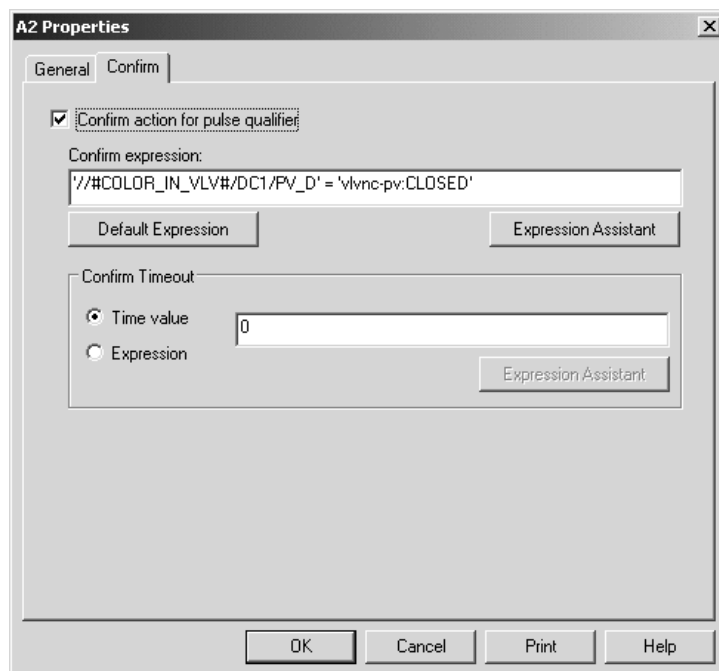 A2 Properties
General Confirm
Confirm action for pulse qualifier
Confirm expression:
'//#COLOR_IN_VLV#/DC1/PV_D' = 'vlvnc-pv:CLOSED'
Default Expression Expression Assistant
Confirm Timeout
Time value 0
Expression
Expression Assistant
OK Cancel Print Help